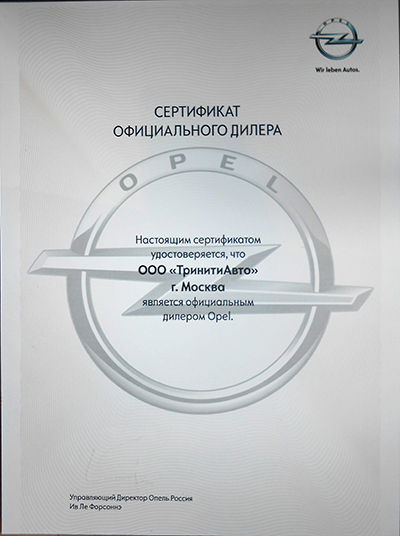 OPEL
Wir leben Autos.
СЕРТИФИКАТ
ОФИЦИАЛЬНОГО ДИЛЕРА
OPEL
Настоящим сертификатом
удостоверяется, что
ООО «ТринитиАвто»
г. Москва
является официальным
дилером Opel.
Управляющий Директор Опель Россия
Ив Ле Форсоннэ